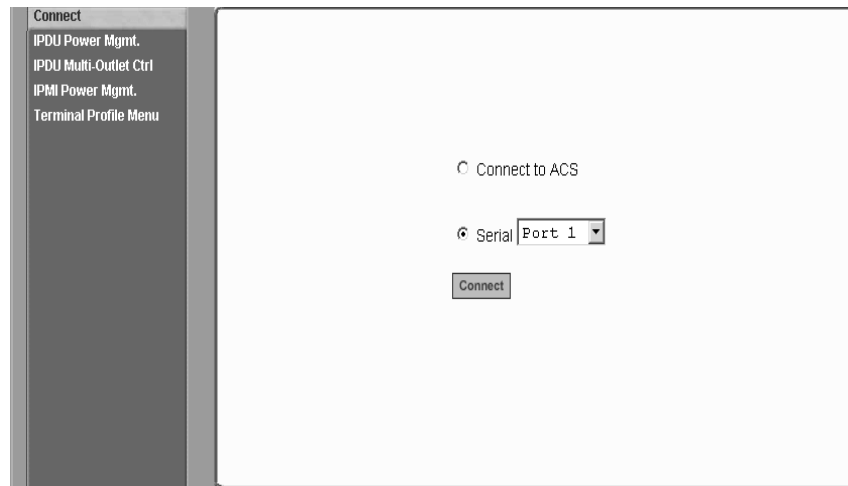 Connect
IPDU Power Mgmt.
IPDU Multi-Outlet Ctrl
IPMI Power Mgmt.
Terminal Profile Menu
Connect to ACS
Serial Port 1
Connect